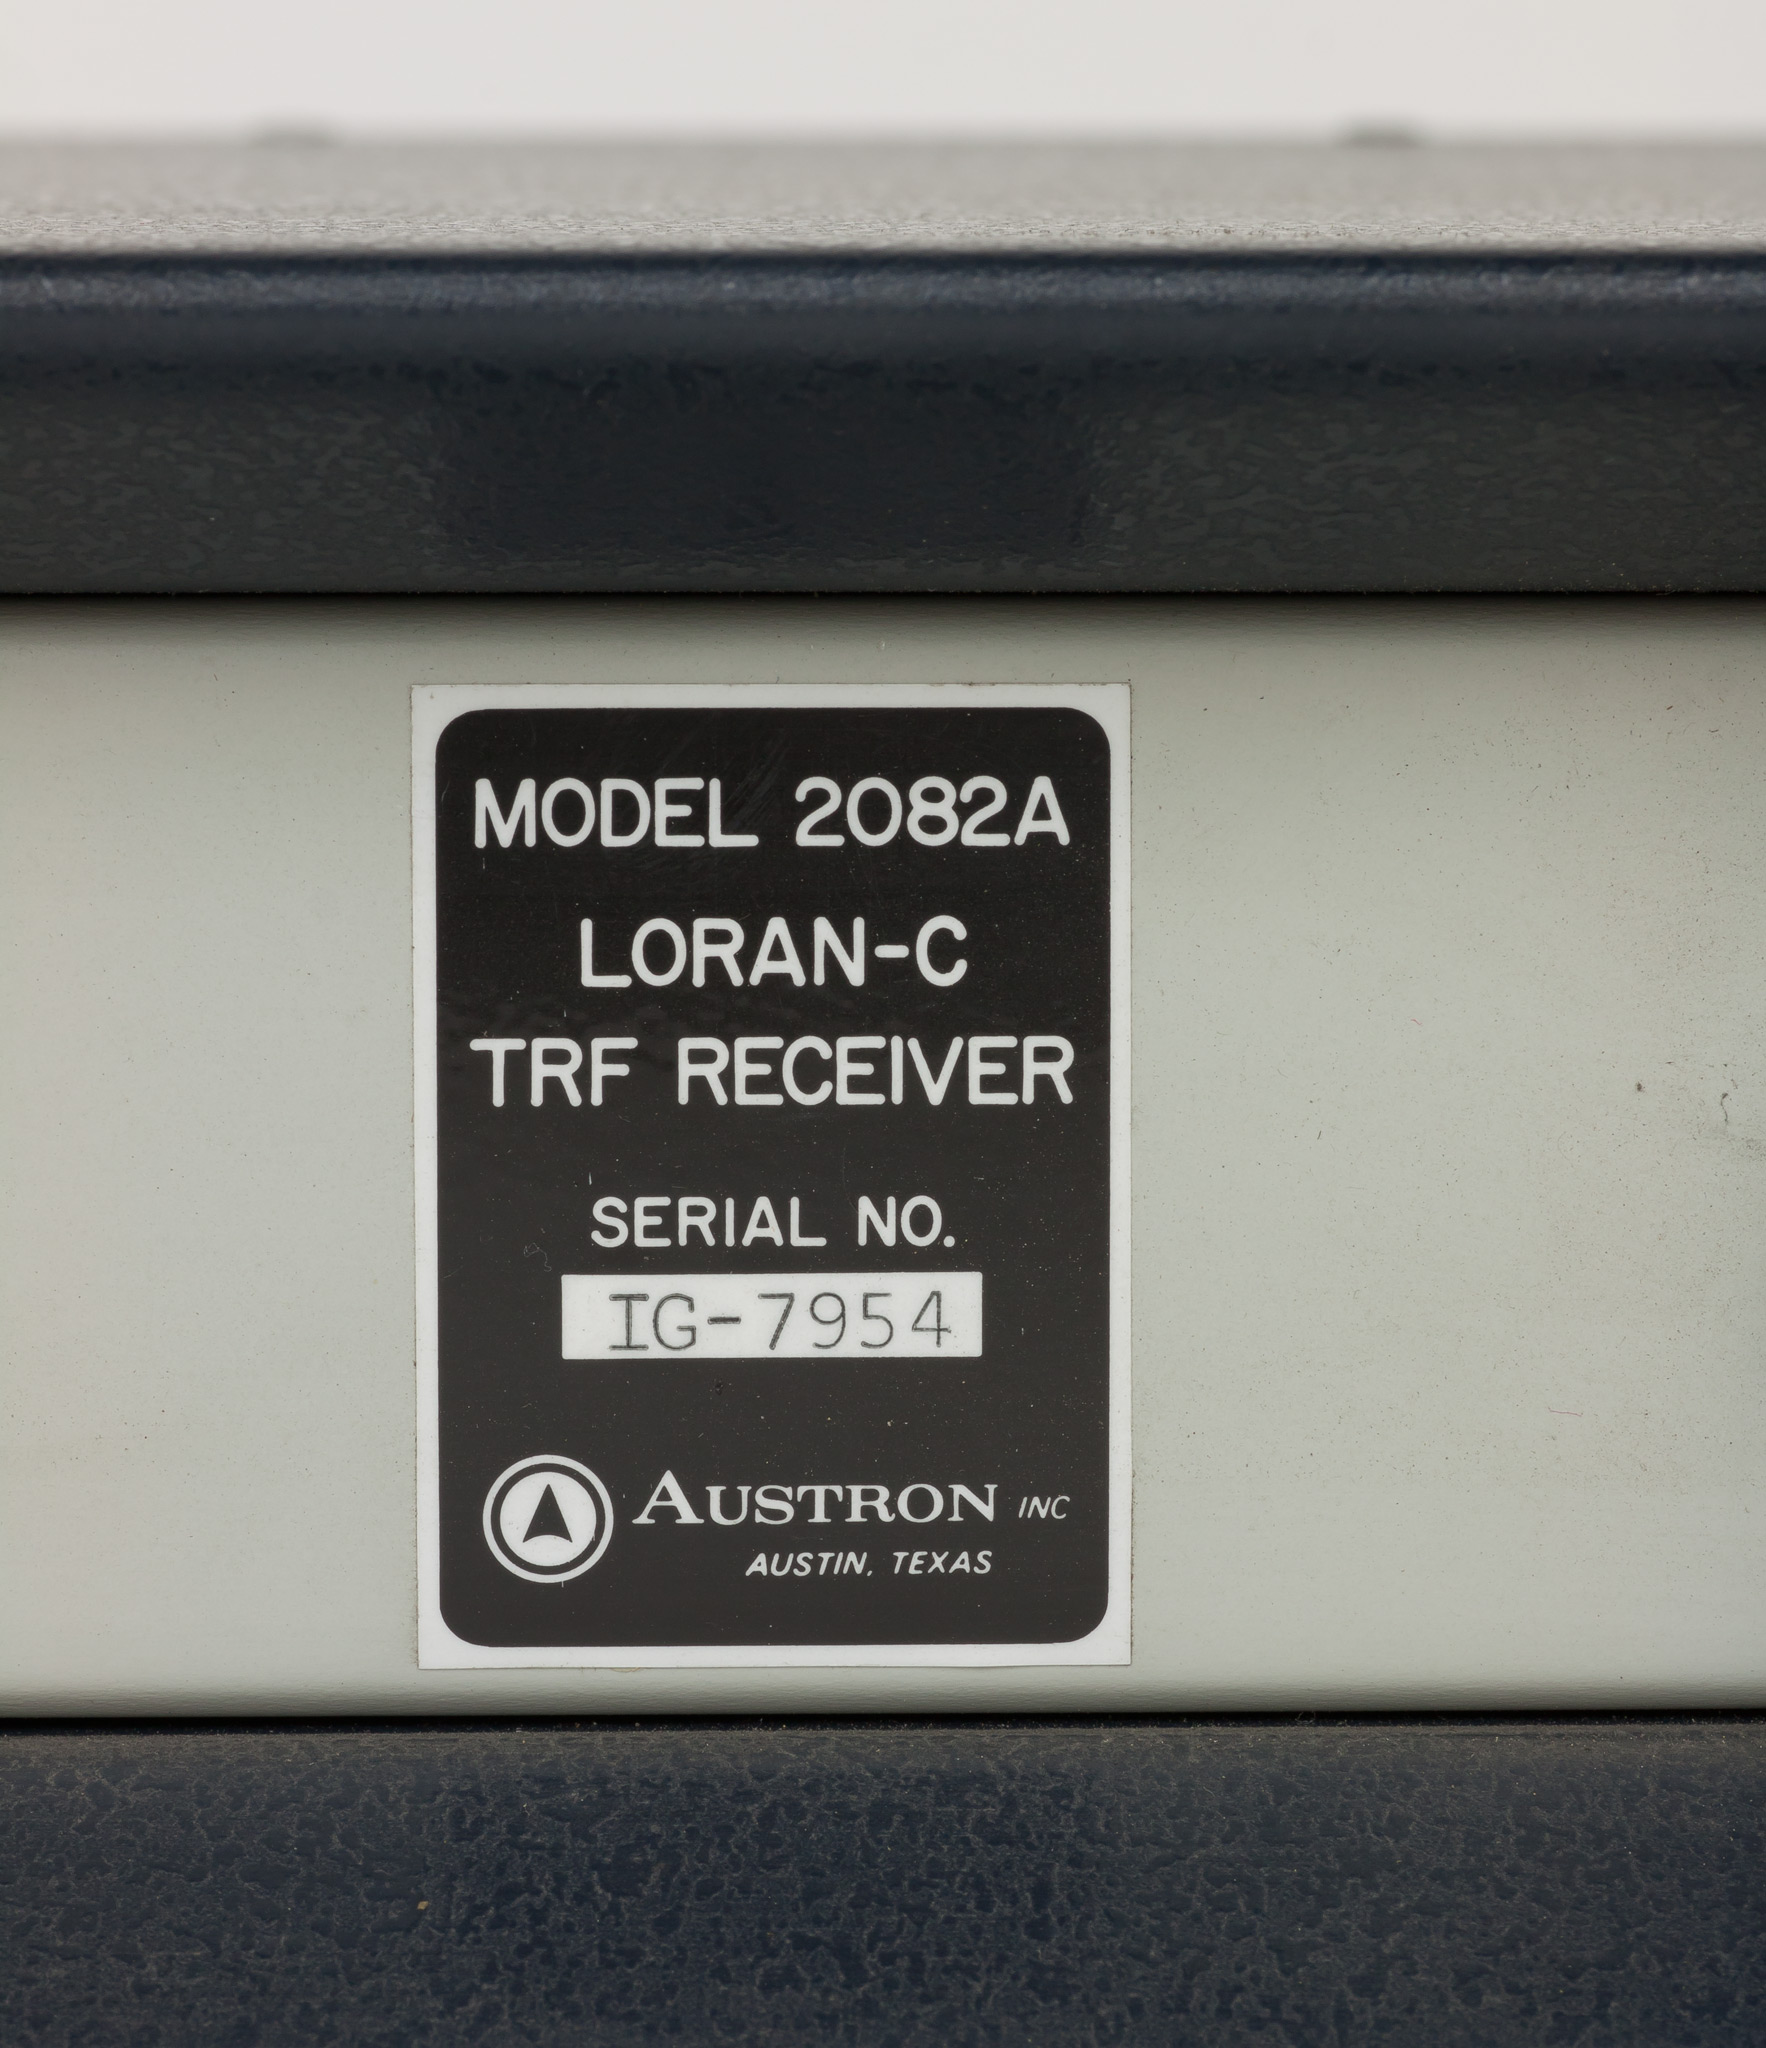 MODEL 2082A
LORAN-C
TRF RECEIVER
SERIAL NO.
IG-7954
AUSTRON INC
AUSTIN, TEXAS